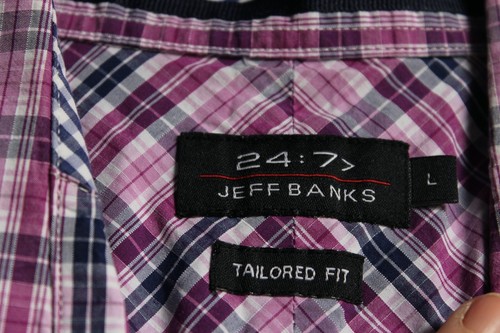 24:7>
JEFF BANKS
L
TAILORED FIT